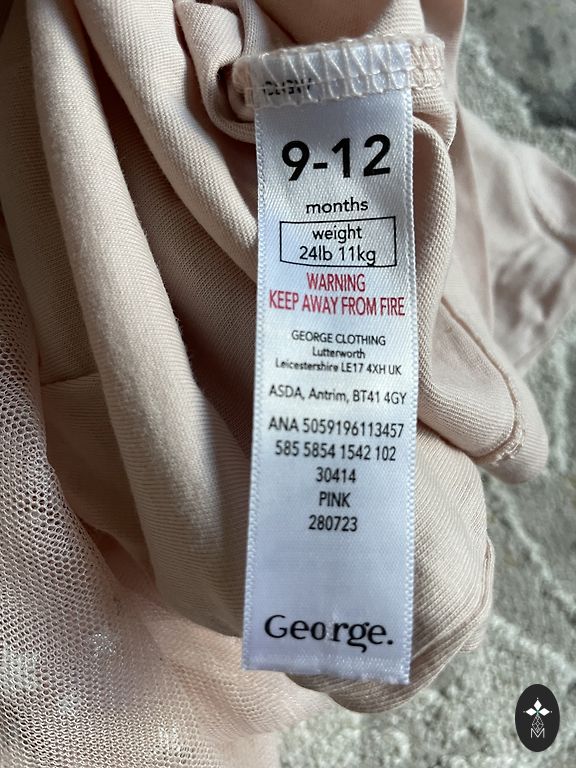 9-12
months
weight
24lb 11kg
WARNING
KEEP AWAY FROM FIRE
GEORGE CLOTHING
Lutterworth
Leicestershire LE17 4XH UK
ASDA, Antrim, BT41 4GY
ANA 5059196113457
585 5854 1542 102
30414
PINK
280723
George.
M